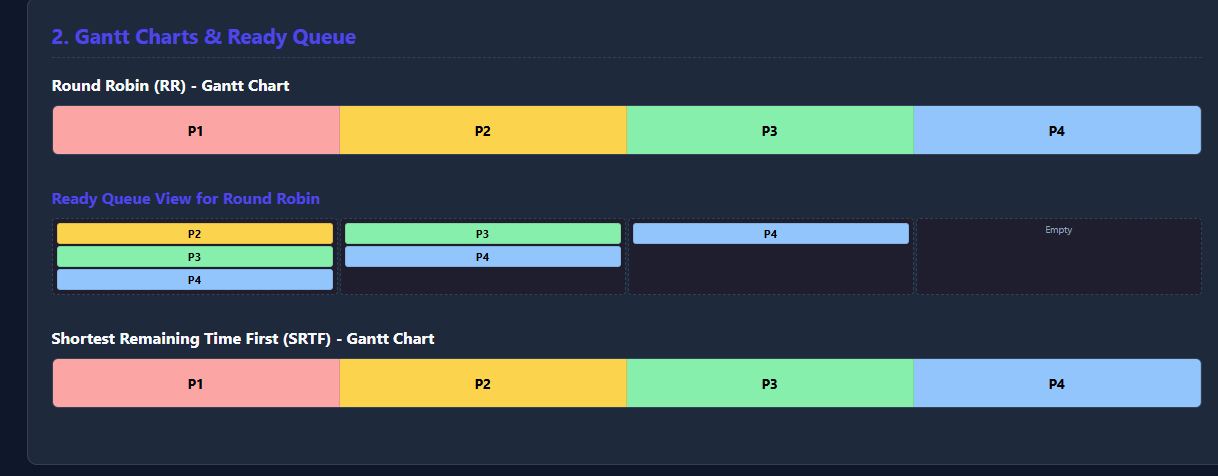 2. Gantt Charts & Ready Queue
Round Robin (RR) - Gantt Chart
P1 P2 P3 P4
Ready Queue View for Round Robin
P2 P3 P4 Empty
P3 P4
P4
Shortest Remaining Time First (SRTF) - Gantt Chart
P1 P2 P3 P4